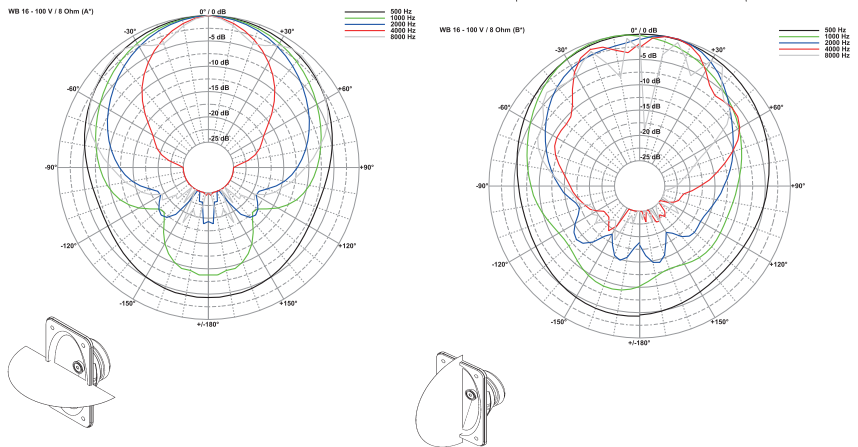 WB 16 - 100 V / 8 Ohm (A*)
0° / 0 dB
500 Hz
1000 Hz
2000 Hz
4000 Hz
8000 Hz
-30°
+30°
-5 dB
-10 dB
-60°
+60°
-15 dB
-20 dB
-25 dB
-90°
+90°
-120°
+120°
-150°
+150°
+/-180°
WB 16 - 100 V / 8 Ohm (B*)
0° / 0 dB
500 Hz
1000 Hz
2000 Hz
4000 Hz
8000 Hz
-30°
+30°
-5 dB
-10 dB
-60°
+60°
-15 dB
-20 dB
-25 dB
-90°
+90°
-120°
+120°
-150°
+150°
+/-180°